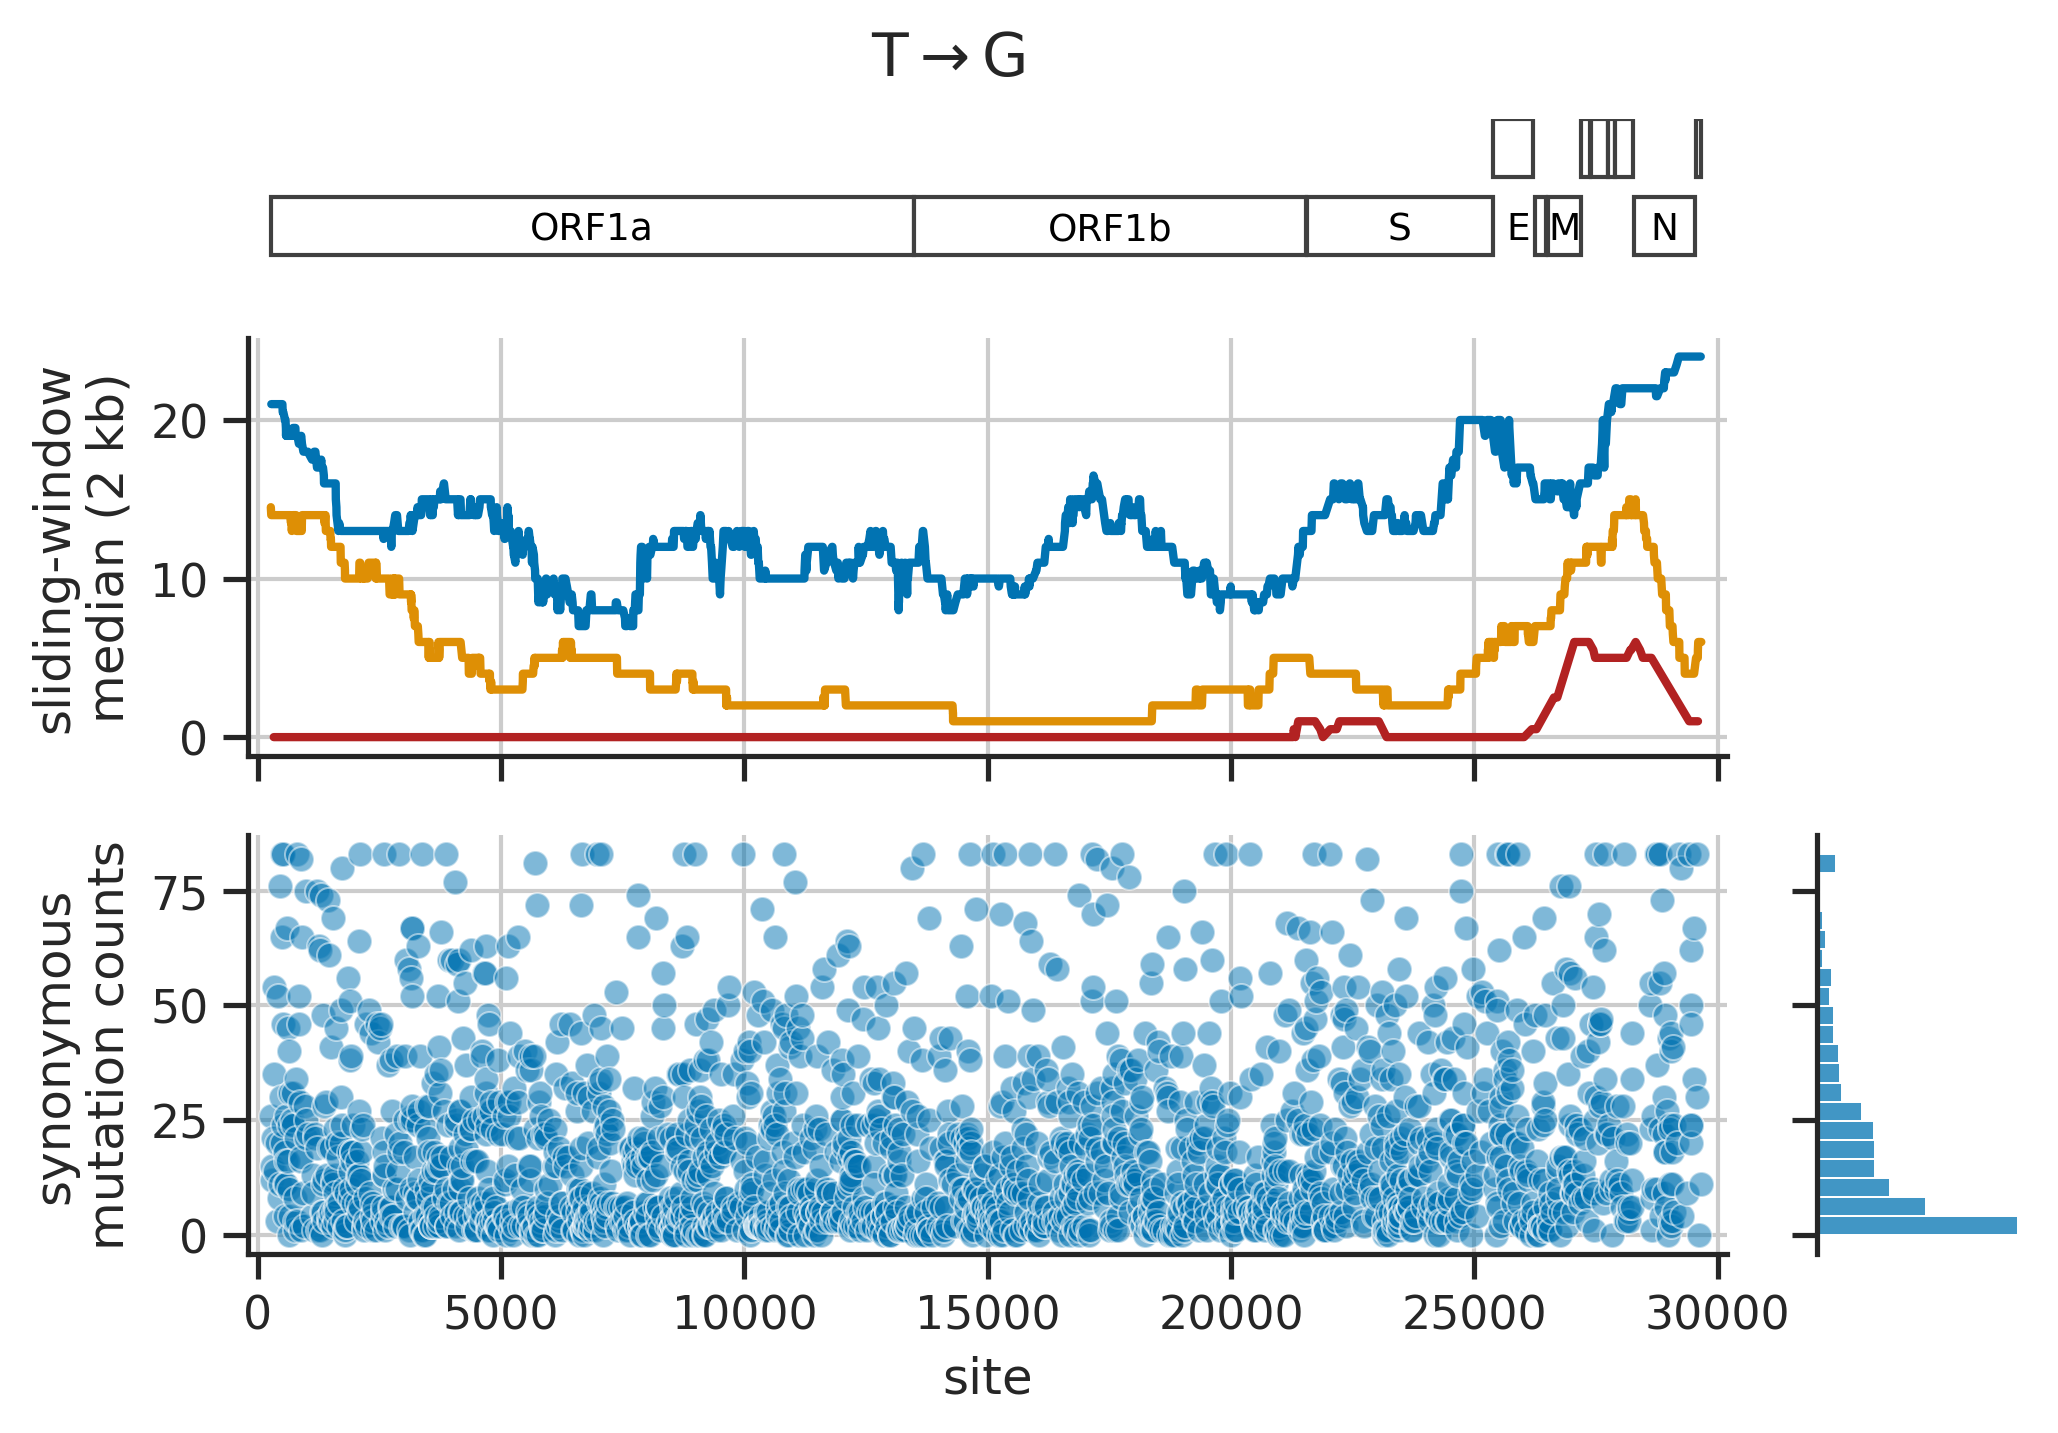 T→G
ORF1a
ORF1b
S
E
M
N
sliding-window
median (2 kb)
20
10
0
synonymous
mutation counts
75
50
25
0
0
5000
10000
15000
20000
25000
30000
site